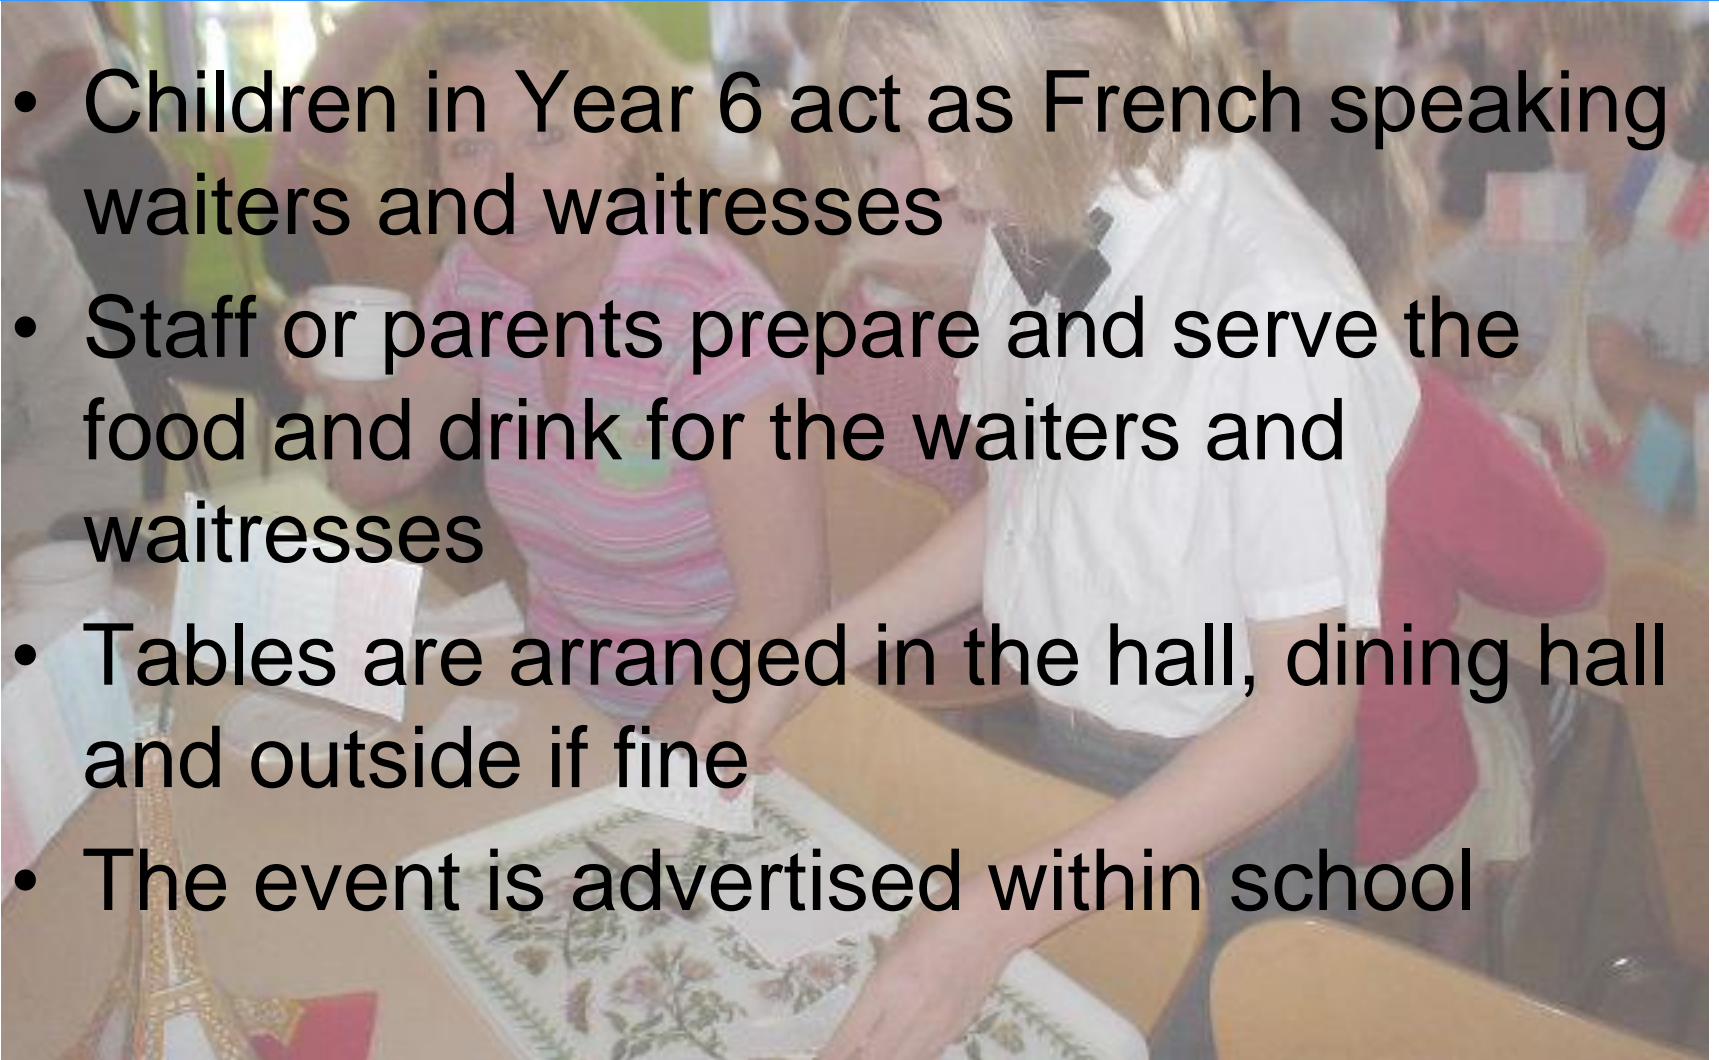 • Children in Year 6 act as French speaking
waiters and waitresses
• Staff or parents prepare and serve the
food and drink for the waiters and
waitresses
• Tables are arranged in the hall, dining hall
and outside if fine
• The event is advertised within school